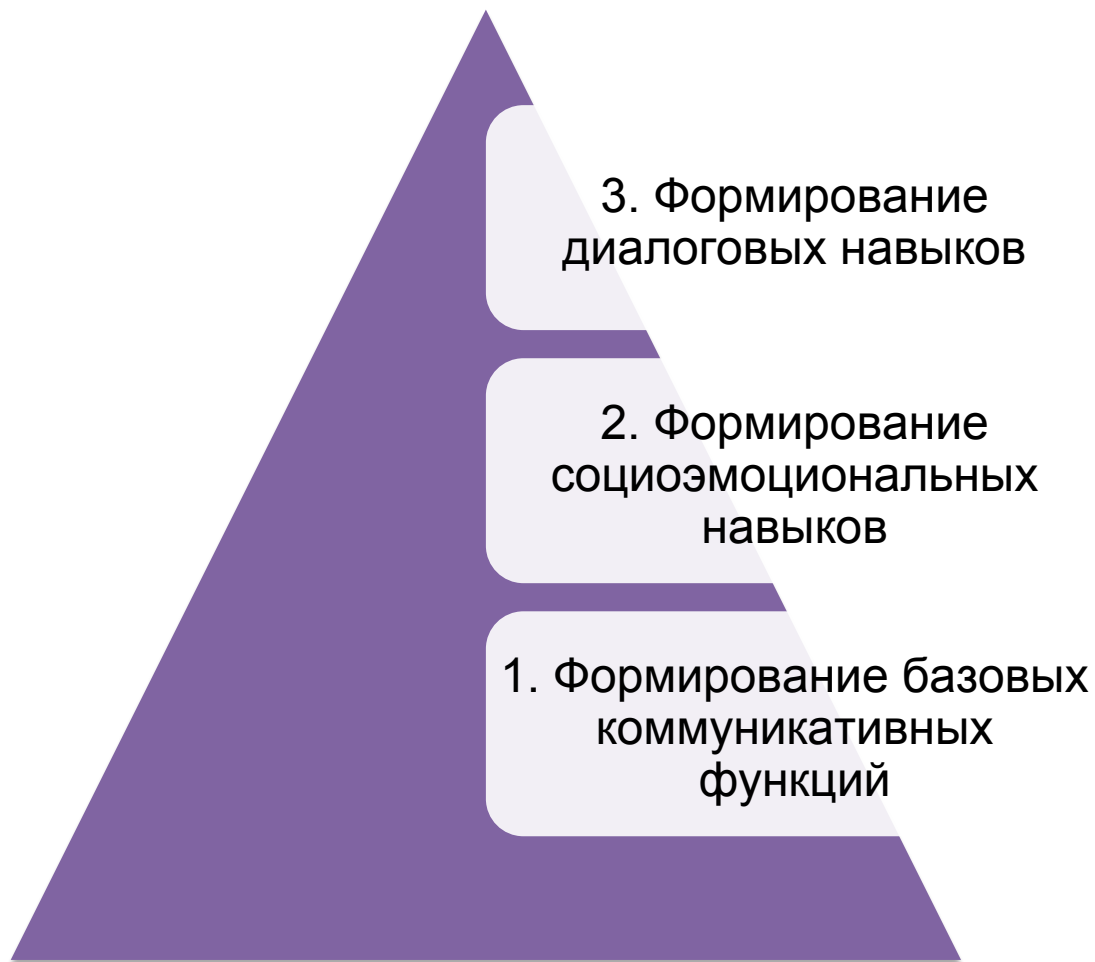 3. Формирование
диалоговых навыков
2. Формирование
социоэмоциональных
навыков
1. Формирование базовых
коммуникативных
функций